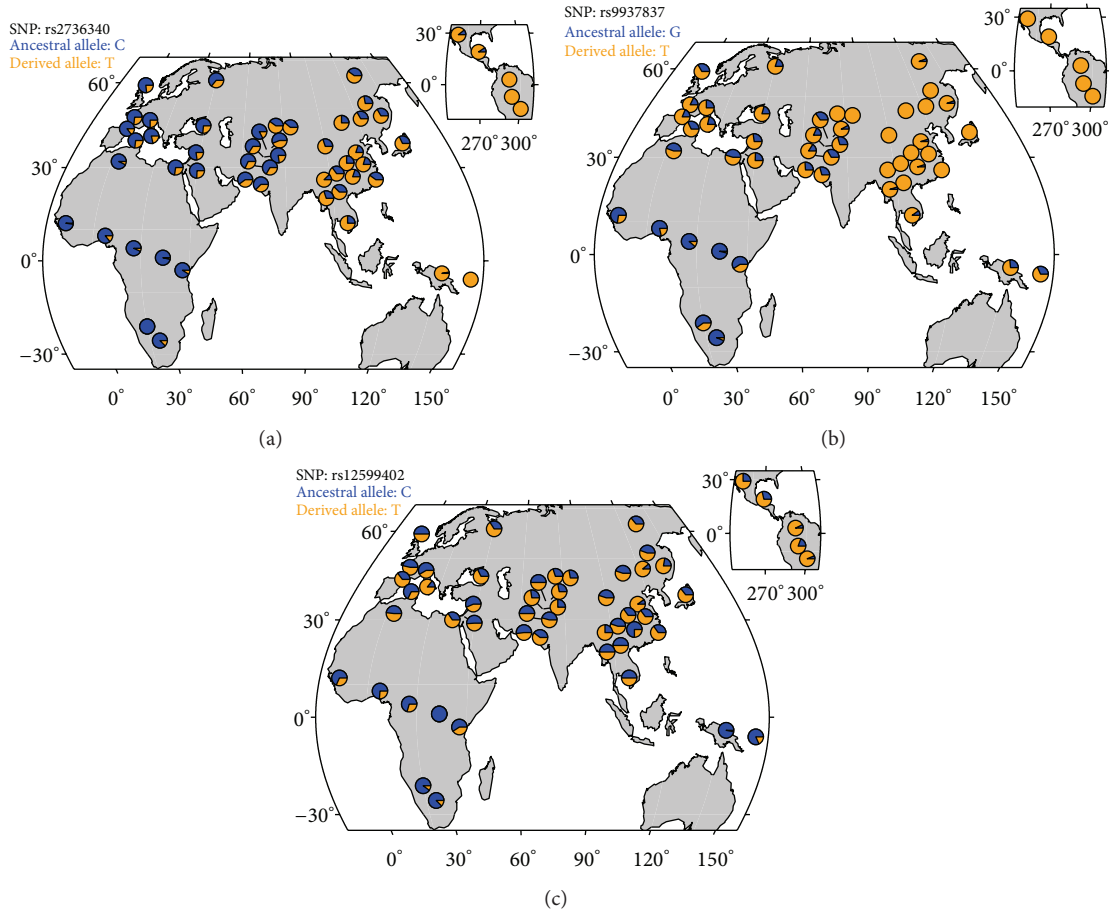 SNP: rs2736340
Ancestral allele: C
Derived allele: T
30°
0°
270° 300°
60°
30°
0°
−30°
0° 30° 60° 90° 120° 150°
(a)
SNP: rs9937837
Ancestral allele: G
Derived allele: T
30°
0°
270° 300°
60°
30°
0°
−30°
0° 30° 60° 90° 120° 150°
(b)
SNP: rs12599402
Ancestral allele: C
Derived allele: T
30°
0°
270° 300°
60°
30°
0°
−30°
0° 30° 60° 90° 120° 150°
(c)